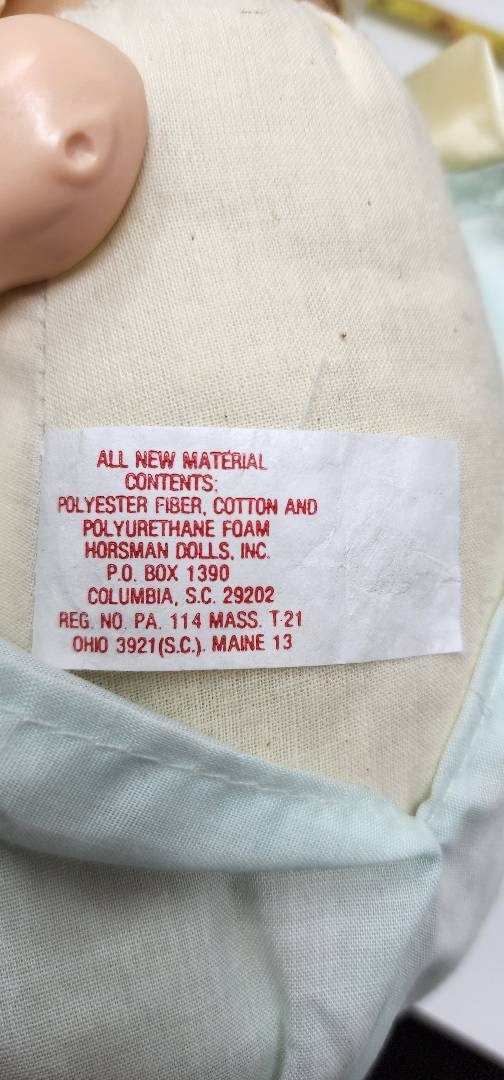 ALL NEW MATERIAL
CONTENTS:
POLYESTER FIBER, COTTON AND
POLYURETHANE FOAM
HORSMAN DOLLS, INC.
P.O. BOX 1390
COLUMBIA, S.C. 29202
REG. NO. PA. 114 MASS. T-21
OHIO 3921(S.C.). MAINE 13